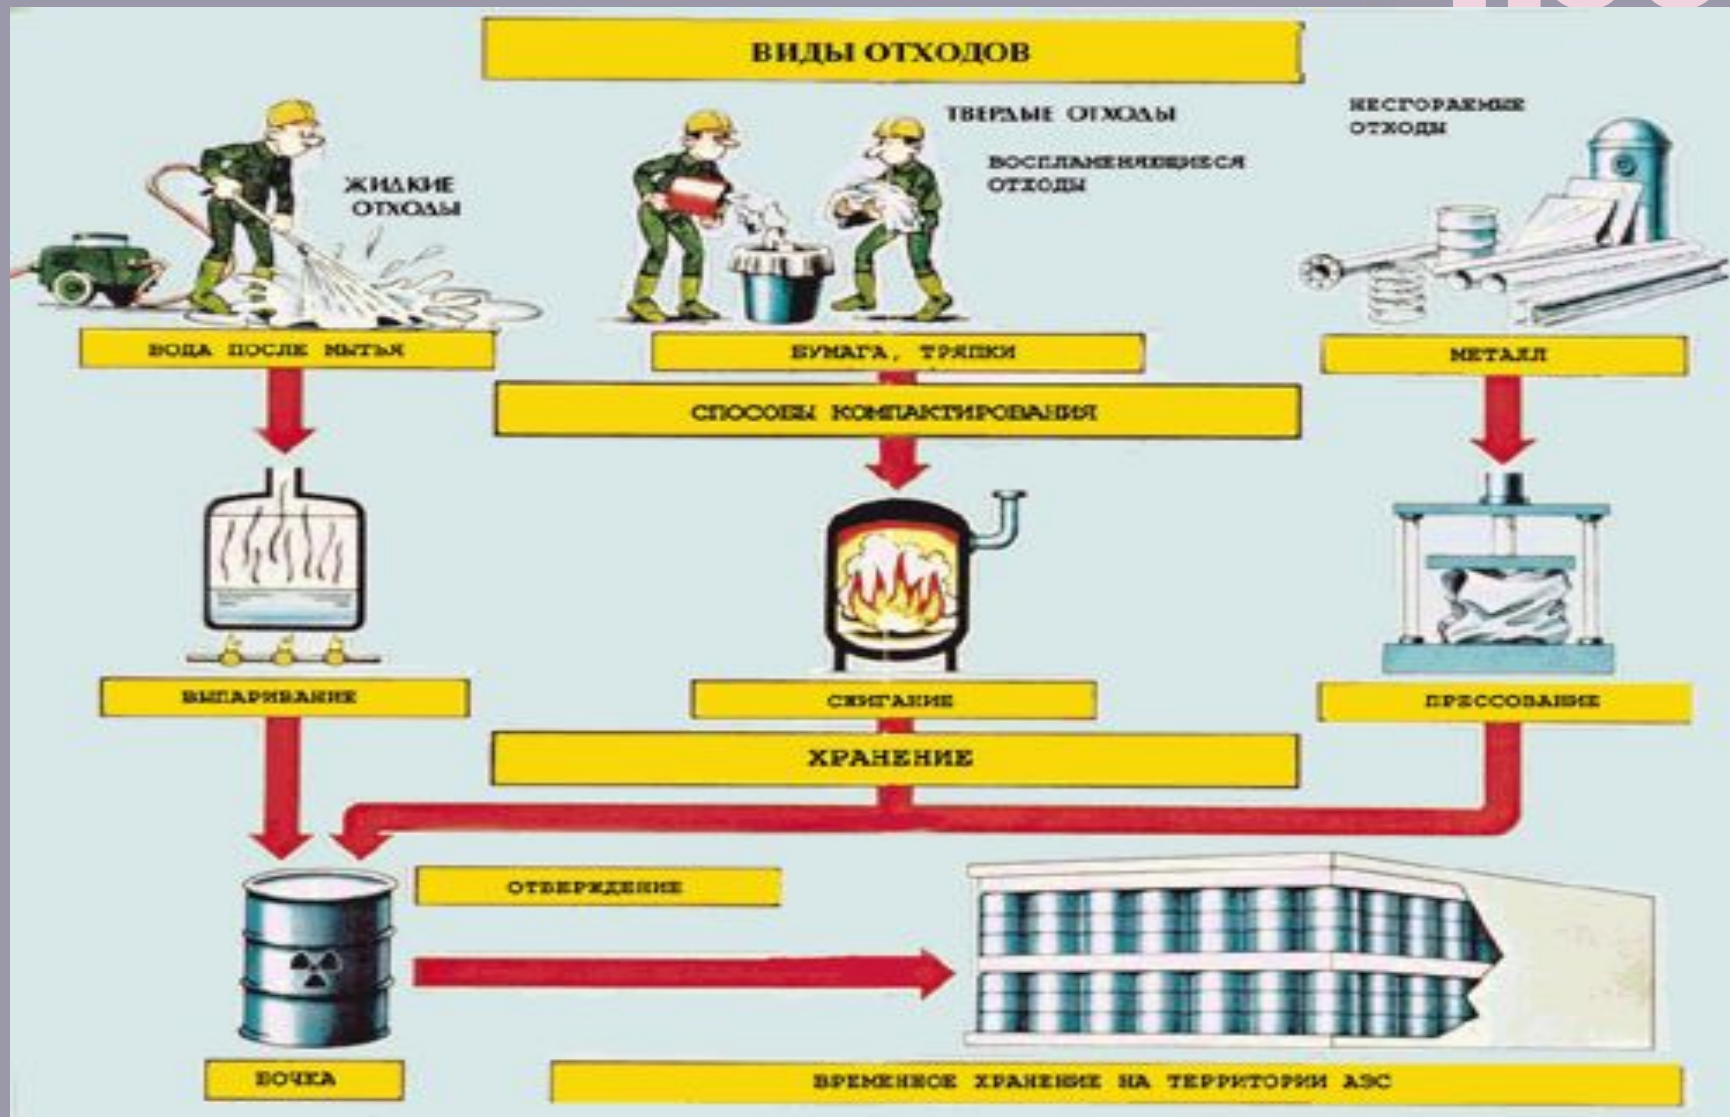 ВИДЫ ОТХОДОВ
ТВЕРДЫЕ ОТХОДЫ
НЕСГОРАЕМЫЕ
ОТХОДЫ
ВОСПЛАМЕНЯЮЩИЕСЯ
ОТХОДЫ
ЖИДКИЕ
ОТХОДЫ
ВОДА ПОСЛЕ МЫТЬЯ
БУМАГА, ТРЯПКИ
МЕТАЛЛ
СПОСОБЫ КОМПАКТИРОВАНИЯ
ВЫПАРИВАНИЕ
СЖИГАНИЕ
ПРЕССОВАНИЕ
ХРАНЕНИЕ
ОТВЕРЖДЕНИЕ
БОЧКА
ВРЕМЕННОЕ ХРАНЕНИЕ НА ТЕРРИТОРИИ АЭС